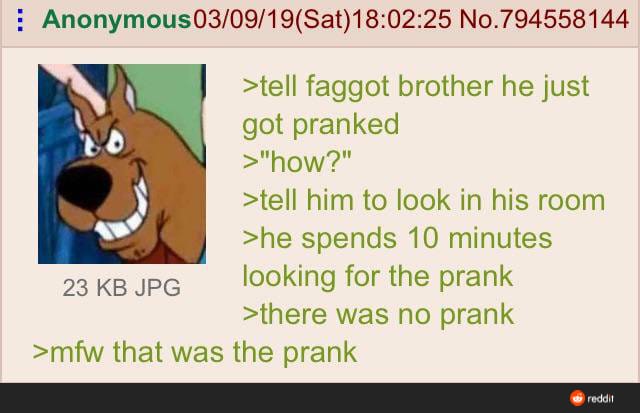 Anonymous 03/09/19(Sat)18:02:25 No.794558144
>tell faggot brother he just
got pranked
>"how?"
>tell him to look in his room
>he spends 10 minutes
looking for the prank
>there was no prank
>mfw that was the prank
23 KB JPG
reddit